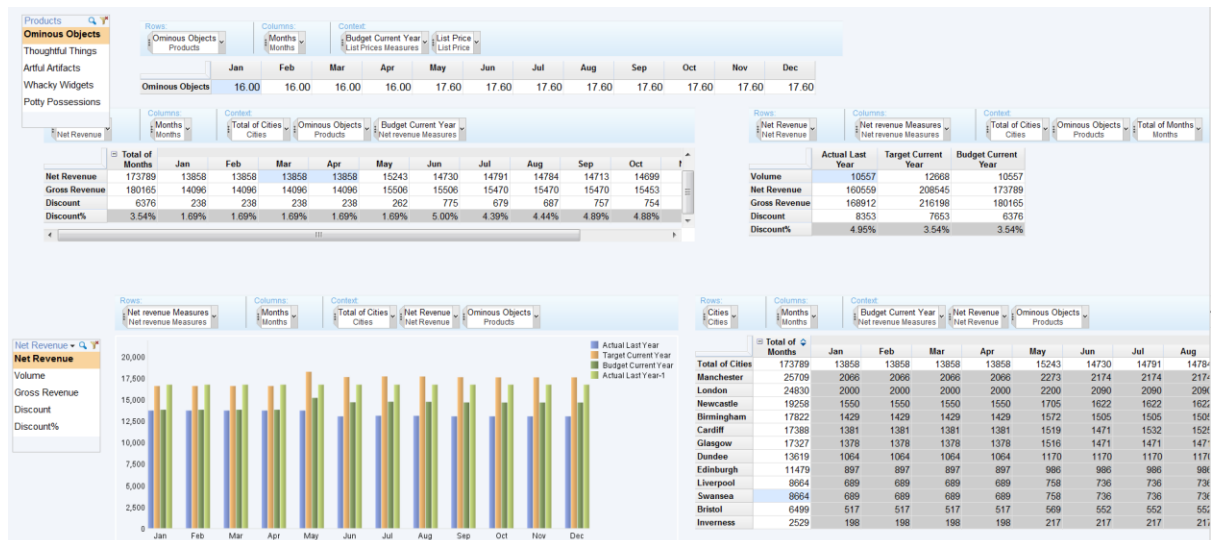 Products
Ominous Objects
Thoughtful Things
Artful Artifacts
Whacky Widgets
Potty Possessions
Rows: Columns: Context
Ominous Objects Months Budget Current Year List Price
Products Months List Prices Measures List Price
Jan Feb Mar Apr May Jun Jul Aug Sep Oct Nov Dec
Ominous Objects 16.00 16.00 16.00 16.00 17.60 17.60 17.60 17.60 17.60 17.60 17.60 17.60
Columns: Context
Months Total of Cities Ominous Objects Budget Current Year
Net Revenue Months Cities Products Net revenue Measures
Total of Months Jan Feb Mar Apr May Jun Jul Aug Sep Oct
Net Revenue 173789 13858 13858 13858 13858 15243 14730 14791 14784 14713 14699
Gross Revenue 180165 14096 14096 14096 14096 15506 15506 15470 15470 15470 15453
Discount 6376 238 238 238 238 262 775 679 687 757 754
Discount% 3.54% 1.69% 1.69% 1.69% 1.69% 1.69% 5.00% 4.39% 4.44% 4.89% 4.88%
Rows: Columns: Context
Net Revenue Net revenue Measures Total of Cities Ominous Objects Total of Months
Net Revenue Net revenue Measures Cities Products Months
Actual Last Year Target Current Year Budget Current Year
Volume 10557 12668 10557
Net Revenue 160559 208545 173789
Gross Revenue 168912 216198 180165
Discount 8353 7653 6376
Discount% 4.95% 3.54% 3.54%
Rows: Columns: Context
Net revenue Measures Months Total of Cities Net Revenue Ominous Objects
Net revenue Measures Months Cities Net Revenue Products
Net Revenue
Net Revenue
Volume
Gross Revenue
Discount
Discount%
Actual Last Year
Target Current Year
Budget Current Year
Actual Last Year-1
20,000
17,500
15,000
12,500
10,000
7,500
5,000
2,500
0
Jan Feb Mar Apr May Jun Jul Aug Sep Oct Nov Dec
Rows: Columns: Context
Cities Months Budget Current Year Net Revenue Ominous Objects
Cities Months Net revenue Measures Net Revenue Products
Total of Months Jan Feb Mar Apr May Jun Jul Aug
Total of Cities 173789 13858 13858 13858 13858 15243 14730 14791 14784
Manchester 25709 2066 2066 2066 2066 2273 2174 2174 2174
London 24830 2000 2000 2000 2000 2200 2090 2090 2090
Newcastle 19258 1550 1550 1550 1550 1705 1622 1622 1622
Birmingham 17822 1429 1429 1429 1429 1572 1505 1505 1505
Cardiff 17388 1381 1381 1381 1381 1519 1471 1532 1525
Glasgow 17327 1378 1378 1378 1378 1516 1471 1471 147
Dundee 13619 1064 1064 1064 1064 1170 1170 1170 1170
Edinburgh 11479 897 897 897 897 986 986 986 986
Liverpool 8664 689 689 689 689 758 736 736 736
Swansea 8664 689 689 689 689 758 736 736 736
Bristol 6499 517 517 517 517 569 552 552 552
Inverness 2529 198 198 198 198 217 217 217 217